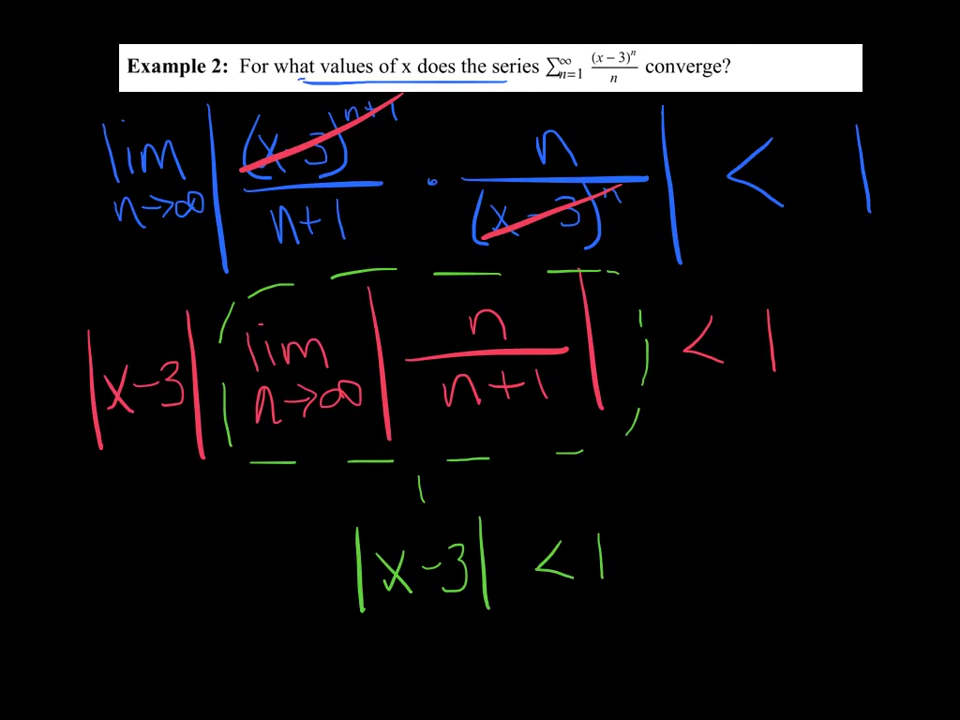 Example 2: For what values of x does the series ∑_{n=1}^{∞} (x − 3)^n / n converge?
lim_{n→∞} | (x-3)^{n+1} / n+1 · n / (x-3)^n | < 1
|x-3| lim_{n→∞} | n / n+1 | < 1
1
|x-3| < 1